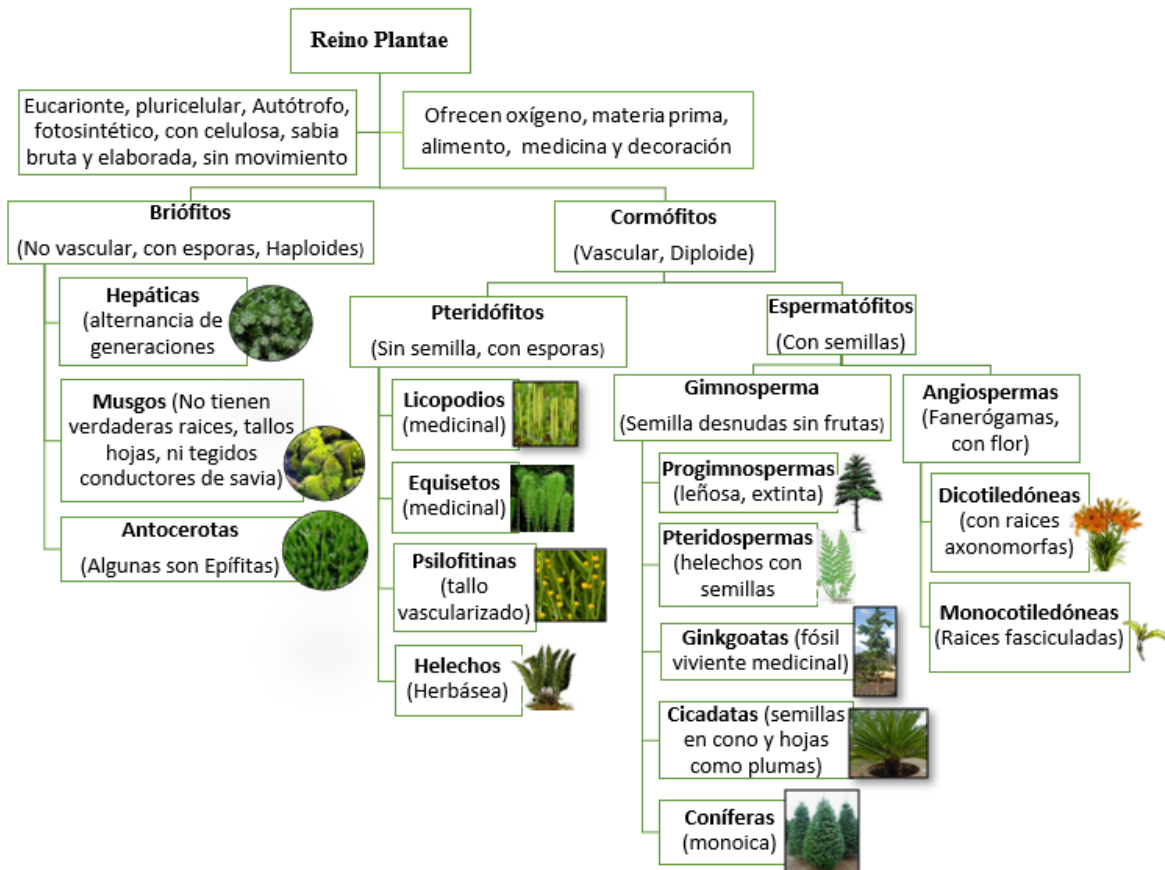 Reino Plantae
Eucarionte, pluricelular, Autótrofo,
fotosintético, con celulosa, sabia
bruta y elaborada, sin movimiento
Ofrecen oxígeno, materia prima,
alimento, medicina y decoración
Briófitos
(No vascular, con esporas, Haploides)
Hepáticas
(alternancia de
generaciones
Musgos (No tienen
verdaderas raices, tallos
hojas, ni tegidos
conductores de savia)
Antocerotas
(Algunas son Epífitas)
Cormófitos
(Vascular, Diploide)
Pteridófitos
(Sin semilla, con esporas)
Licopodios
(medicinal)
Equisetos
(medicinal)
Psilofitinas
(tallo
vascularizado)
Helechos
(Herbásea)
Espermatófitos
(Con semillas)
Gimnosperma
(Semilla desnudas sin frutas)
Progimnospermas
(leñosa, extinta)
Pteridospermas
(helechos con
semillas
Ginkgoatas (fósil
viviente medicinal)
Cicadatas (semillas
en cono y hojas
como plumas)
Coníferas
(monoica)
Angiospermas
(Fanerógamas,
con flor)
Dicotiledóneas
(con raices
axonomorfas)
Monocotiledóneas
(Raices fasciculadas)